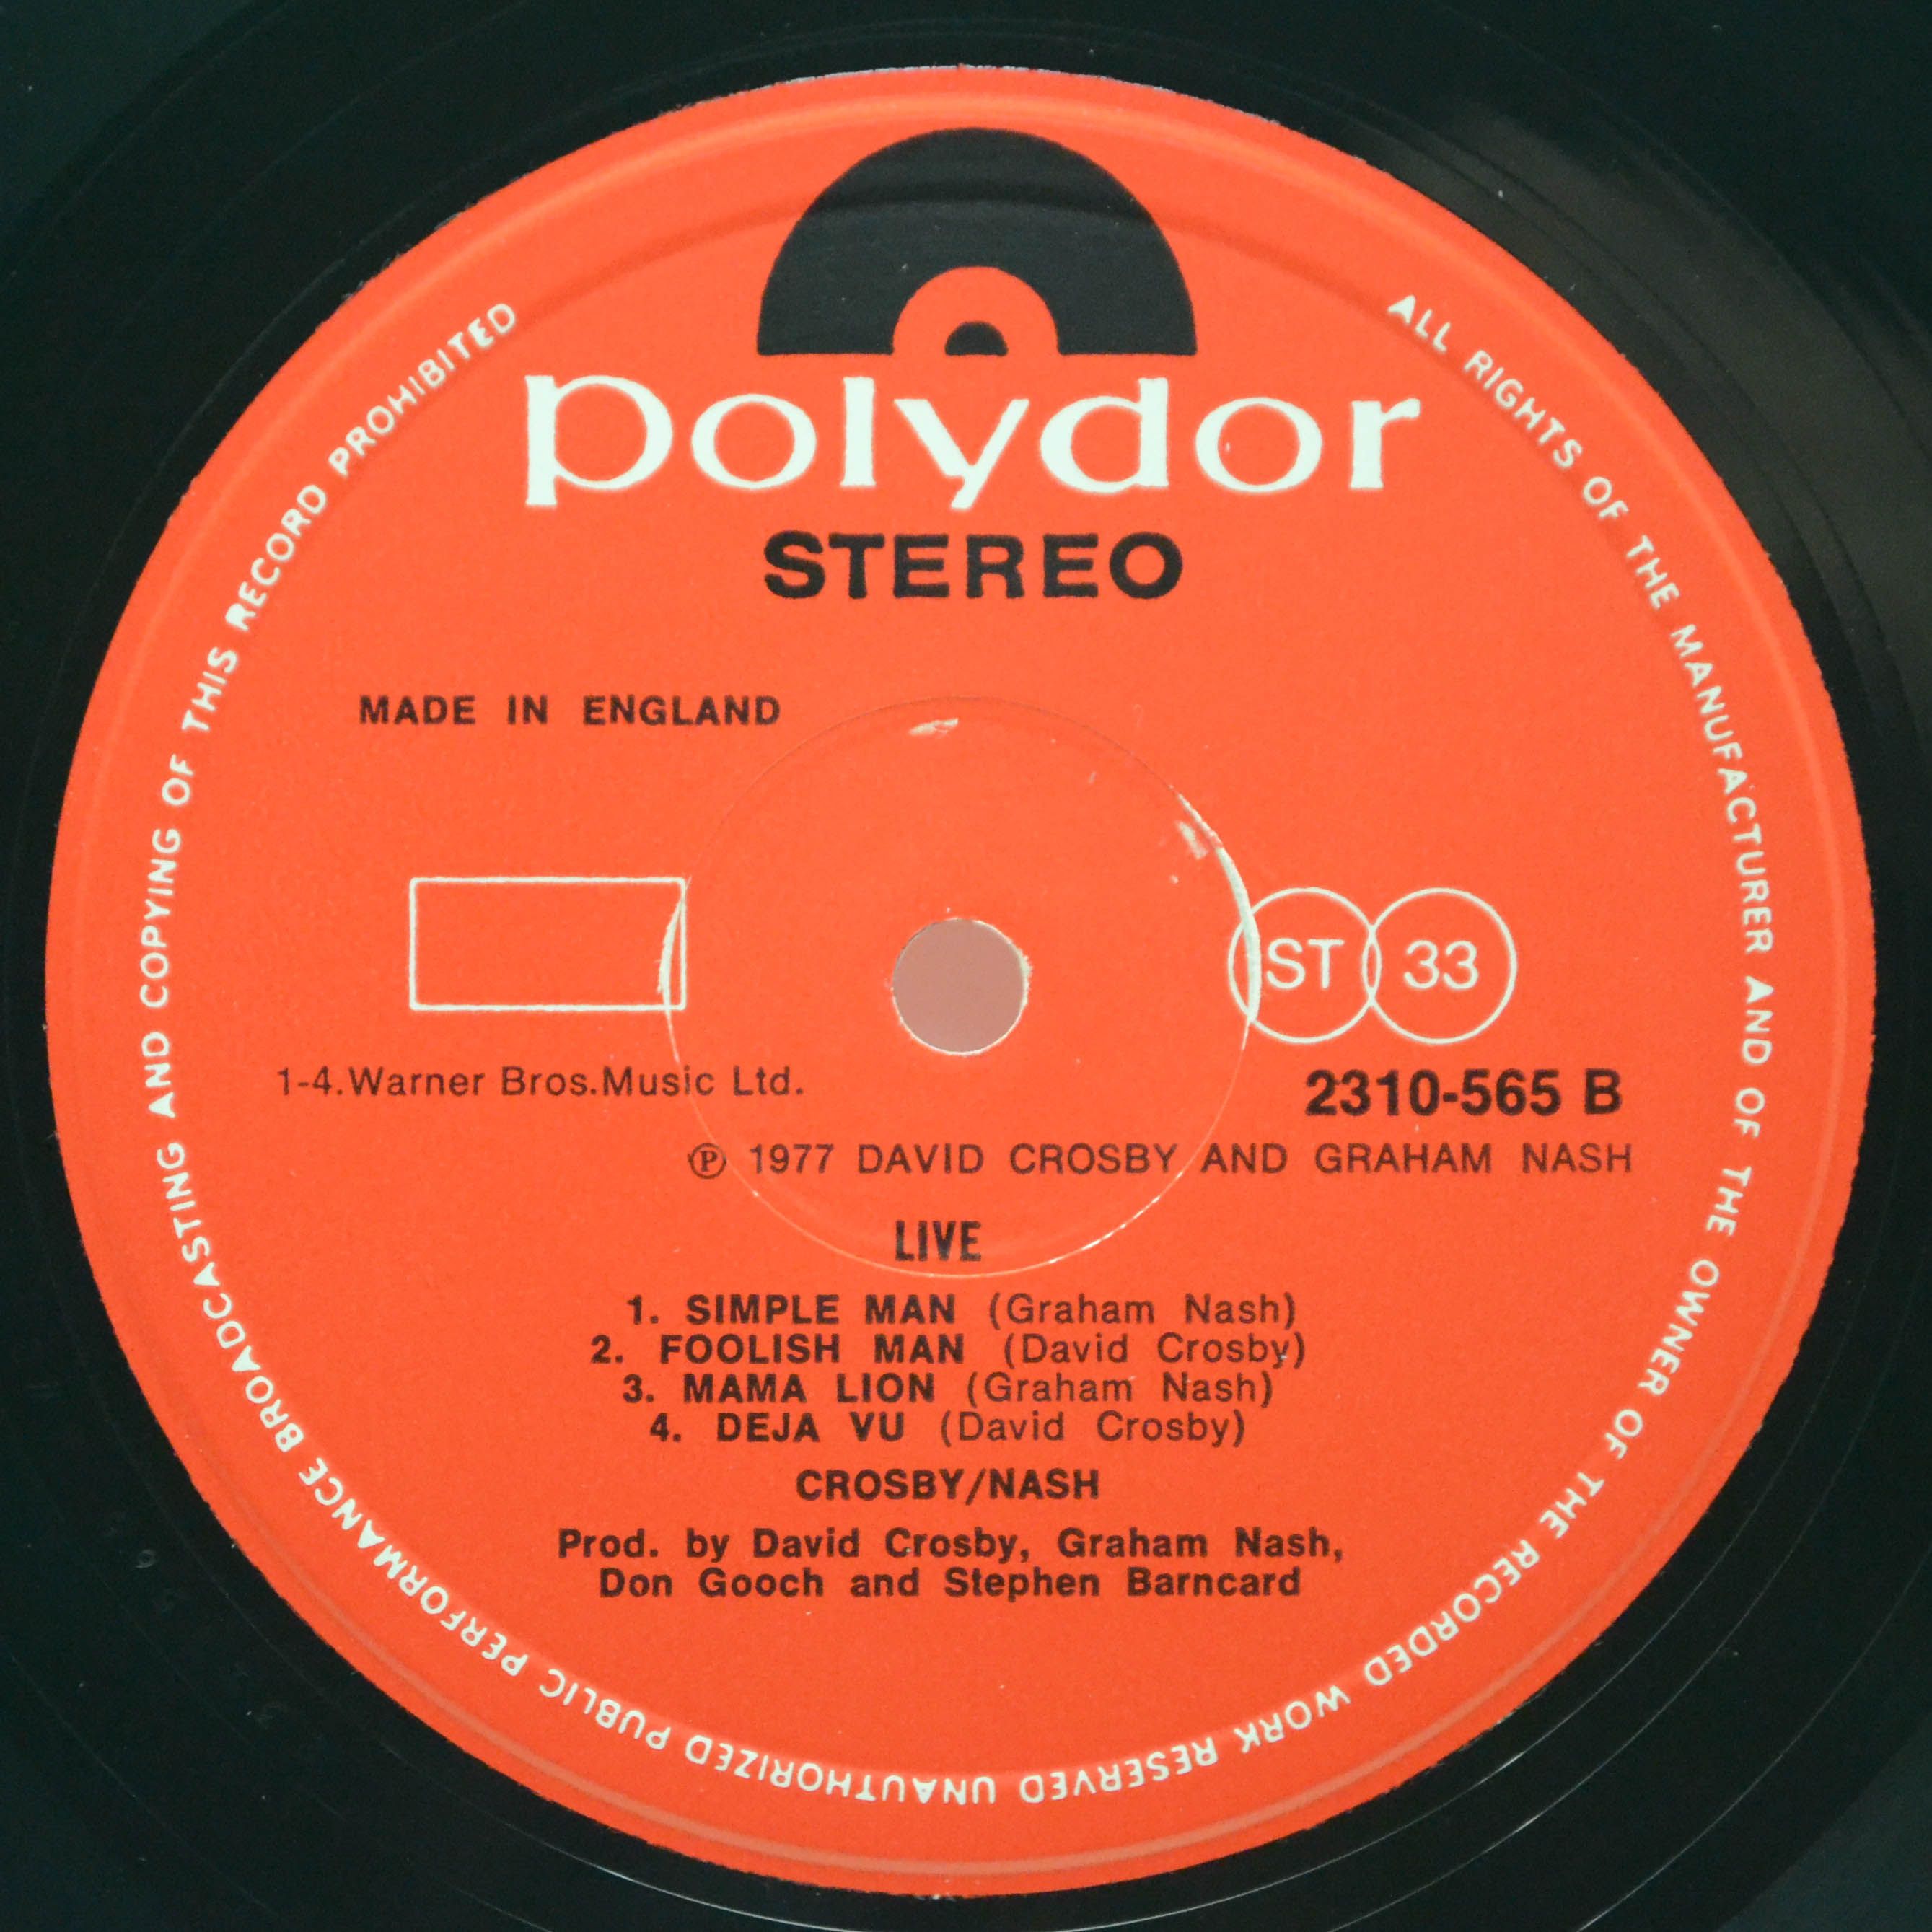 polydor
STEREO
MADE IN ENGLAND
ST 33
1-4.Warner Bros.Music Ltd.
2310-565 B
℗ 1977 DAVID CROSBY AND GRAHAM NASH
LIVE
1. SIMPLE MAN (Graham Nash)
2. FOOLISH MAN (David Crosby)
3. MAMA LION (Graham Nash)
4. DEJA VU (David Crosby)
CROSBY/NASH
Prod. by David Crosby, Graham Nash,
Don Gooch and Stephen Barncard
ALL RIGHTS OF THE MANUFACTURER AND OF THE OWNER OF THE RECORDED WORK RESERVED UNAUTHORIZED PUBLIC PERFORMANCE BROADCASTING AND COPYING OF THIS RECORD PROHIBITED